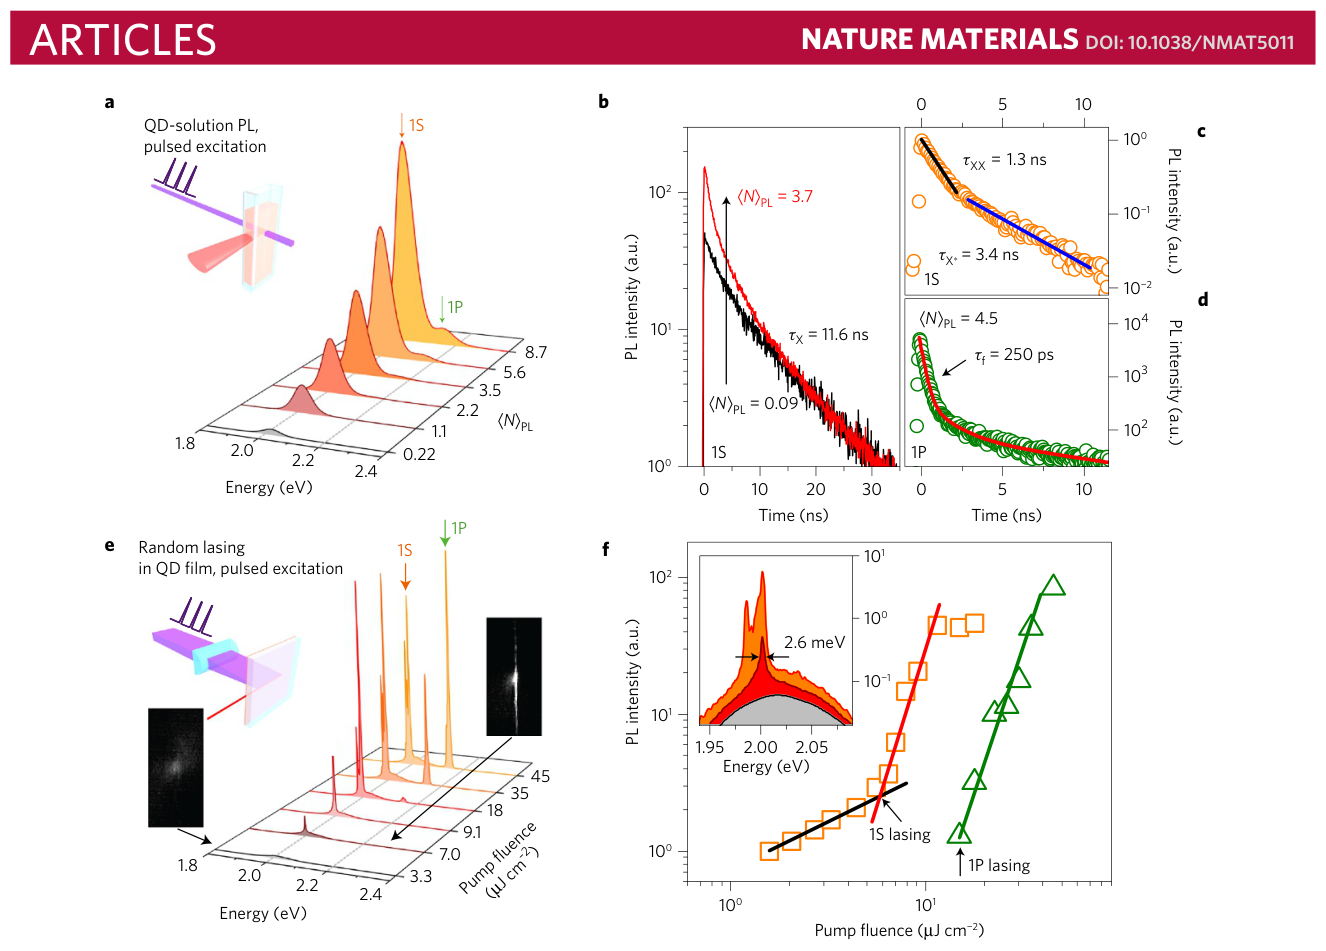 ARTICLES
NATURE MATERIALS DOI: 10.1038/NMAT5011
a
QD-solution PL,
pulsed excitation
1S
1P
8.7
5.6
3.5
2.2
1.1
0.22
⟨N⟩PL
1.8
2.0
2.2
2.4
Energy (eV)
b
PL intensity (a.u.)
10²
10¹
10⁰
⟨N⟩PL = 3.7
τX = 11.6 ns
⟨N⟩PL = 0.09
1S
0 10 20 30
Time (ns)
c
0 5 10
τXX = 1.3 ns
τX⁺ = 3.4 ns
1S
10⁰
10⁻¹
10⁻²
PL intensity (a.u.)
d
⟨N⟩PL = 4.5
τf = 250 ps
1P
10⁴
10³
10²
PL intensity (a.u.)
0 5 10
Time (ns)
e
Random lasing
in QD film, pulsed excitation
1S
1P
45
35
18
9.1
7.0
3.3
Pump fluence
(μJ cm⁻²)
1.8
2.0
2.2
2.4
Energy (eV)
f
PL intensity (a.u.)
10²
10¹
10⁰
10¹
10⁰
10⁻¹
2.6 meV
1.95 2.00 2.05
Energy (eV)
1S lasing
1P lasing
10⁰ 10¹
Pump fluence (μJ cm⁻²)